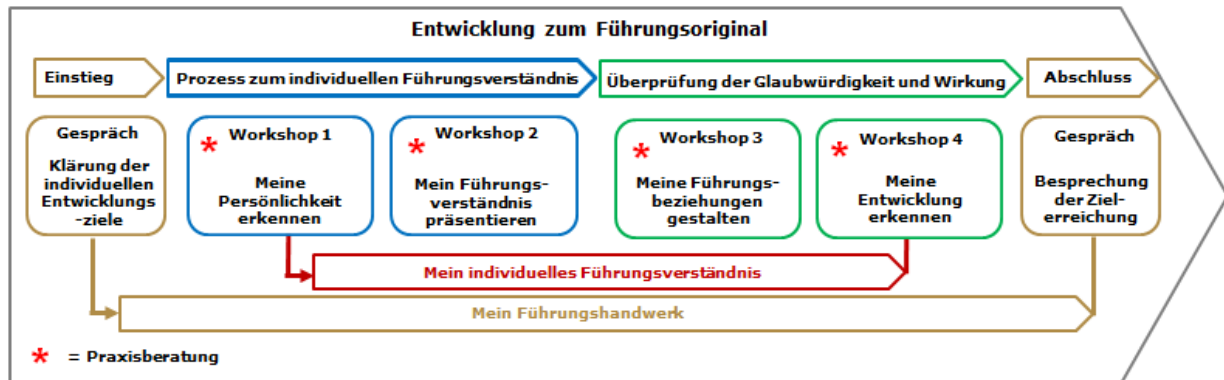 Entwicklung zum Führungsoriginal
Einstieg
Prozess zum individuellen Führungsverständnis
Überprüfung der Glaubwürdigkeit und Wirkung
Abschluss
Gespräch
Klärung der
individuellen
Entwicklungs
-ziele
* Workshop 1
Meine
Persönlichkeit
erkennen
* Workshop 2
Mein Führungs-
verständnis
präsentieren
* Workshop 3
Meine Führungs-
beziehungen
gestalten
* Workshop 4
Meine
Entwicklung
erkennen
Gespräch
Besprechung
der Ziel-
erreichung
Mein individuelles Führungsverständnis
Mein Führungshandwerk
* = Praxisberatung